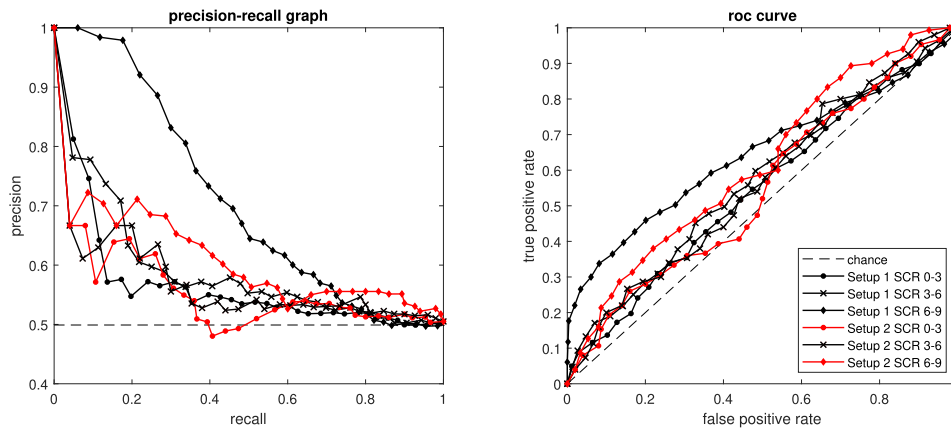 precision-recall graph
1
0.9
0.8
0.7
0.6
0.5
0.4
0
0.2
0.4
0.6
0.8
1
precision
recall
roc curve
1
0.9
0.8
0.7
0.6
0.5
0.4
0.3
0.2
0.1
0
0
0.2
0.4
0.6
0.8
true positive rate
false positive rate
chance
Setup 1 SCR 0-3
Setup 1 SCR 3-6
Setup 1 SCR 6-9
Setup 2 SCR 0-3
Setup 2 SCR 3-6
Setup 2 SCR 6-9